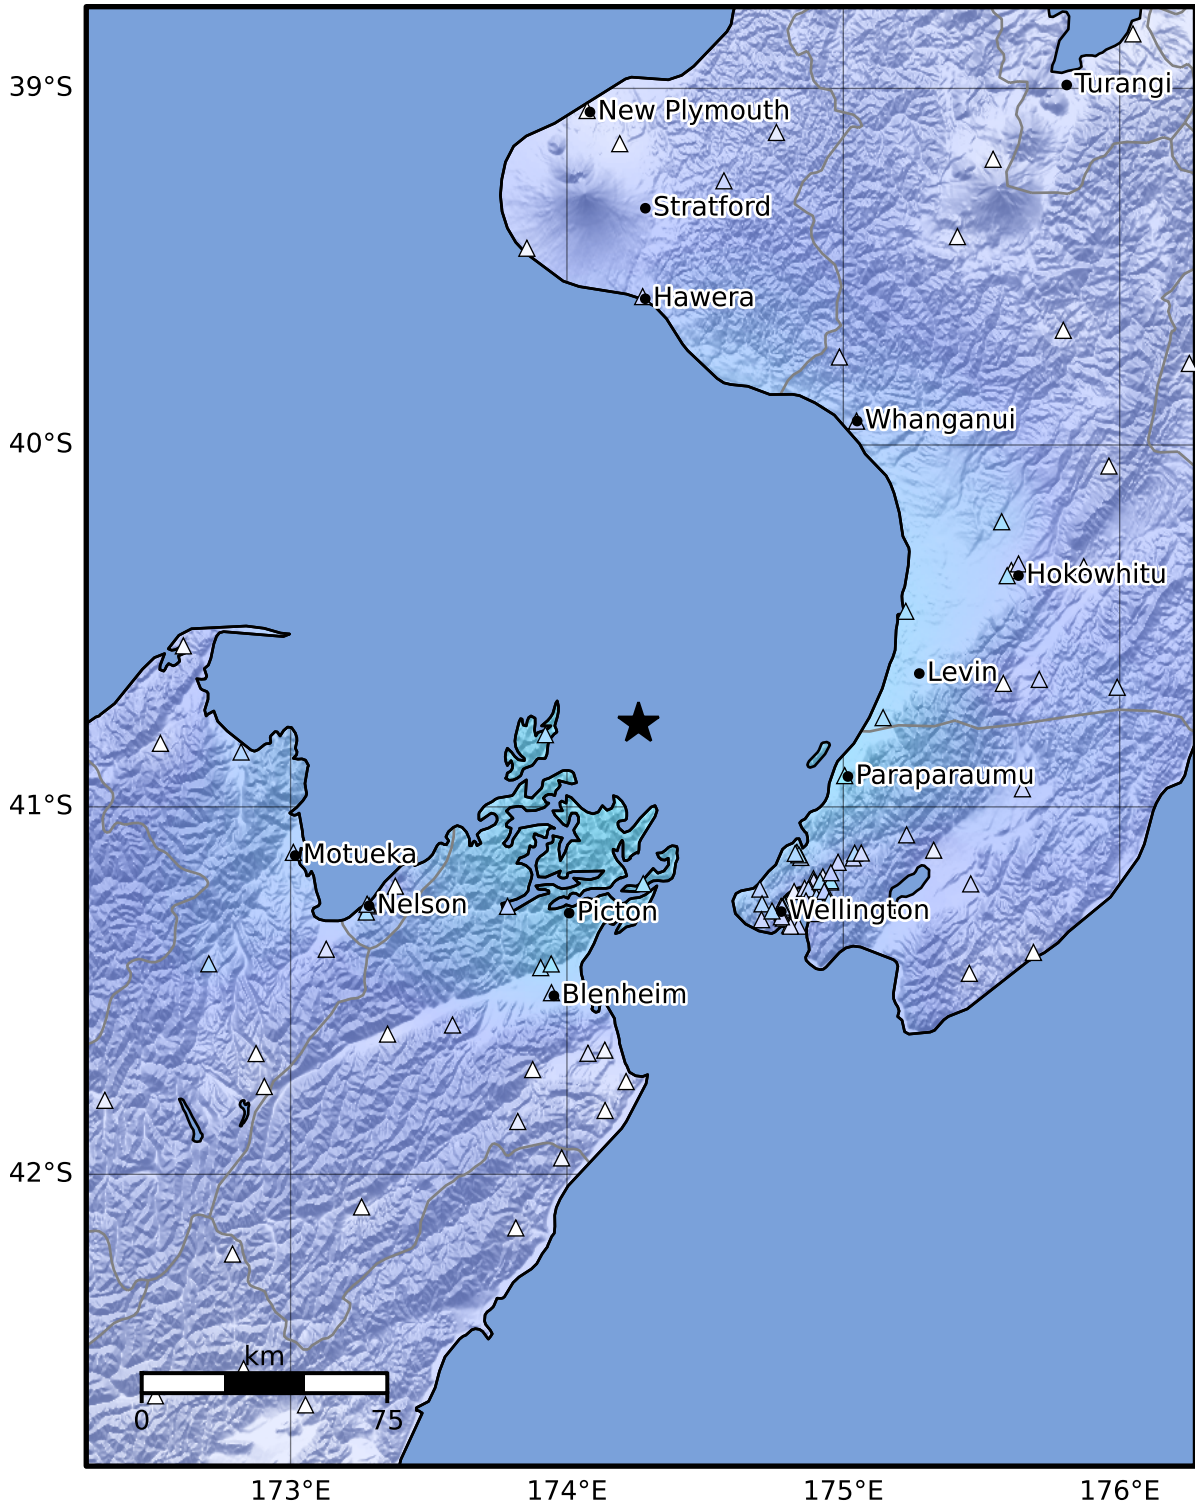 Turangi
39°S
New Plymouth
Stratford
Hawera
Whanganui
40°S
Hokowhitu
Levin
Paraparaumu
41°S
Motueka
Nelson
Picton
Wellington
Blenheim
42°S
km
0
75
173°E
174°E
175°E
176°E